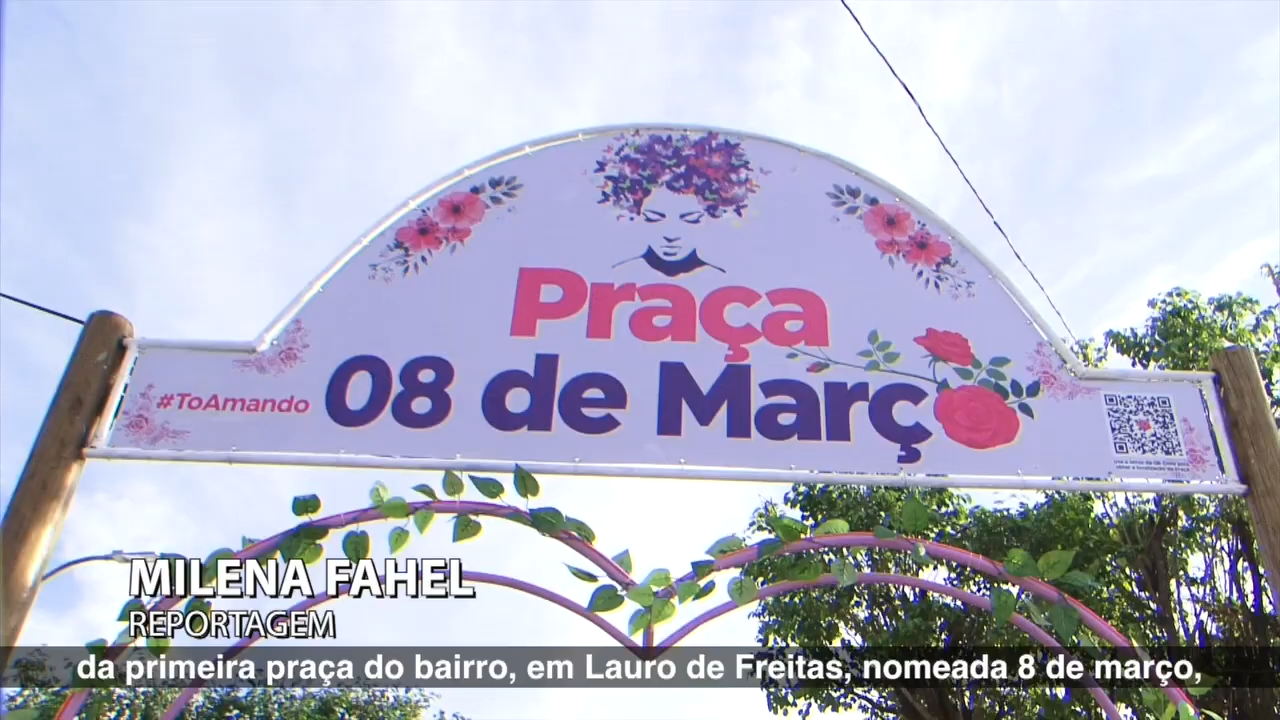 Praça
08 de Março
#ToAmando
MILENA FAHEL
REPORTAGEM
da primeira praça do bairro, em Lauro de Freitas, nomeada 8 de março,